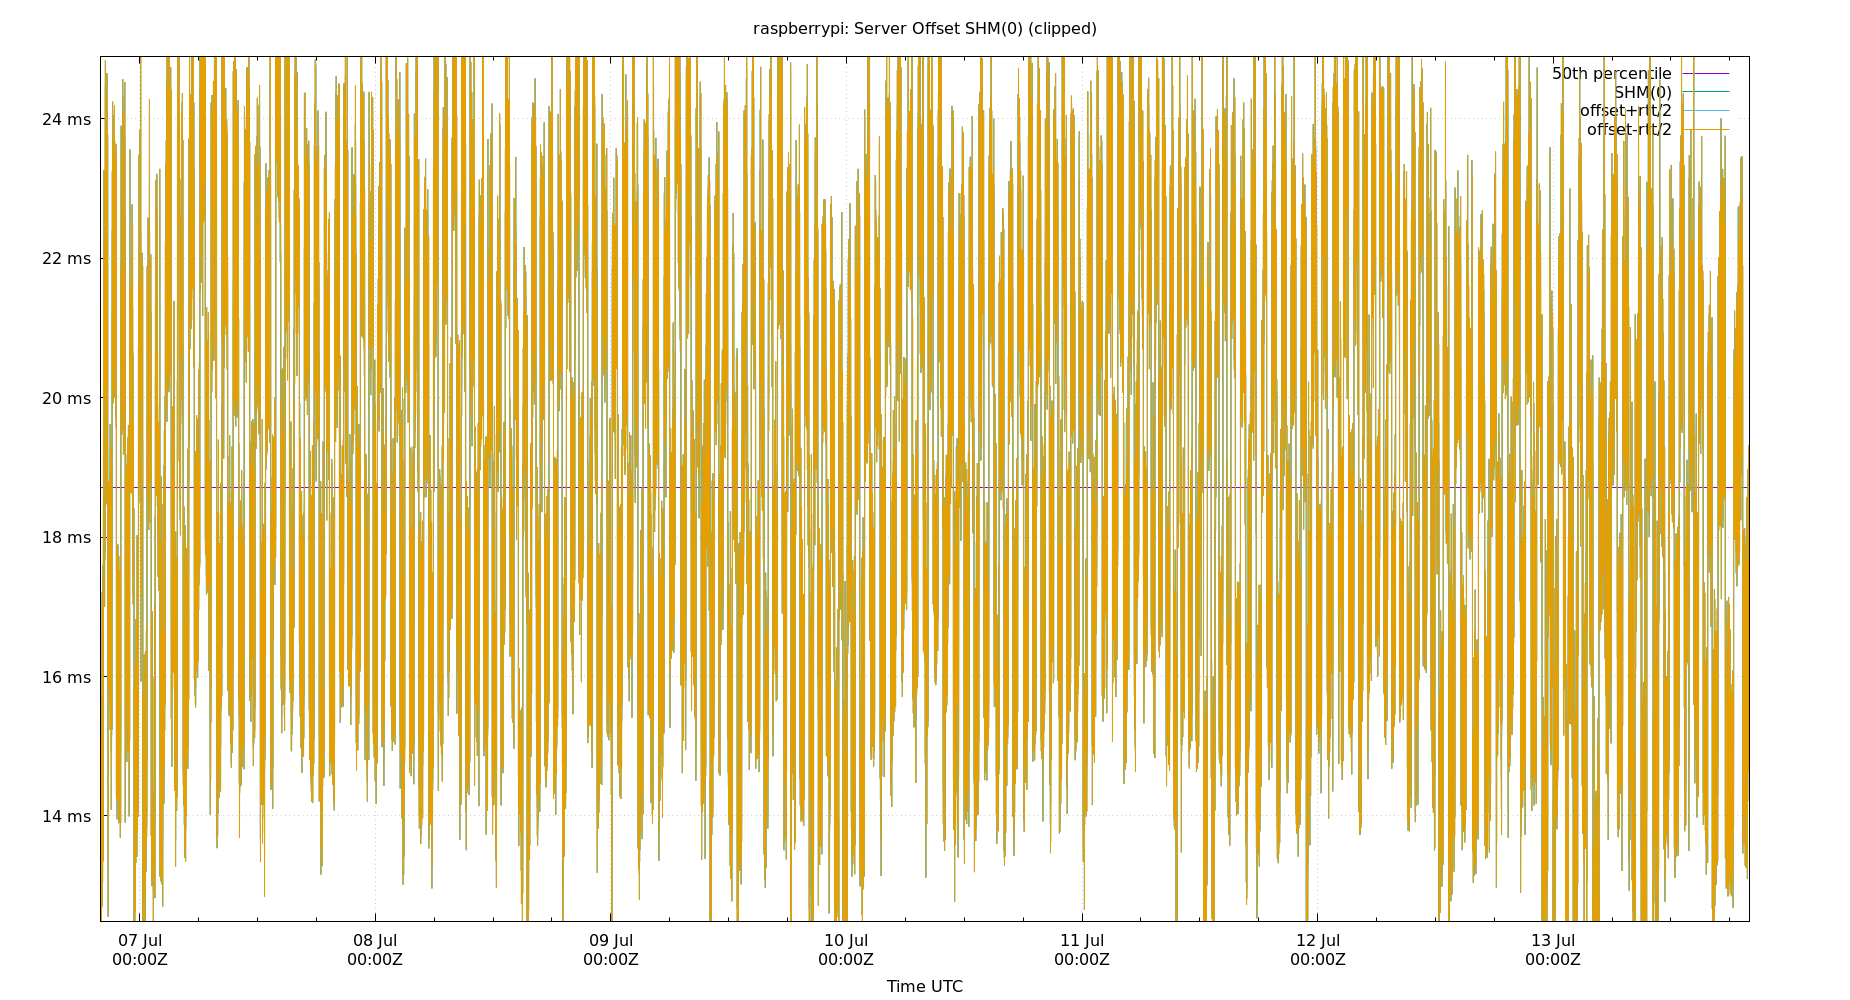 raspberrypi: Server Offset SHM(0) (clipped)
50th percentile
SHM(0)
offset+rtt/2
offset-rtt/2
24 ms
22 ms
20 ms
18 ms
16 ms
14 ms
07 Jul 08 Jul 09 Jul 10 Jul 11 Jul 12 Jul 13 Jul
00:00Z 00:00Z 00:00Z 00:00Z 00:00Z 00:00Z 00:00Z
Time UTC